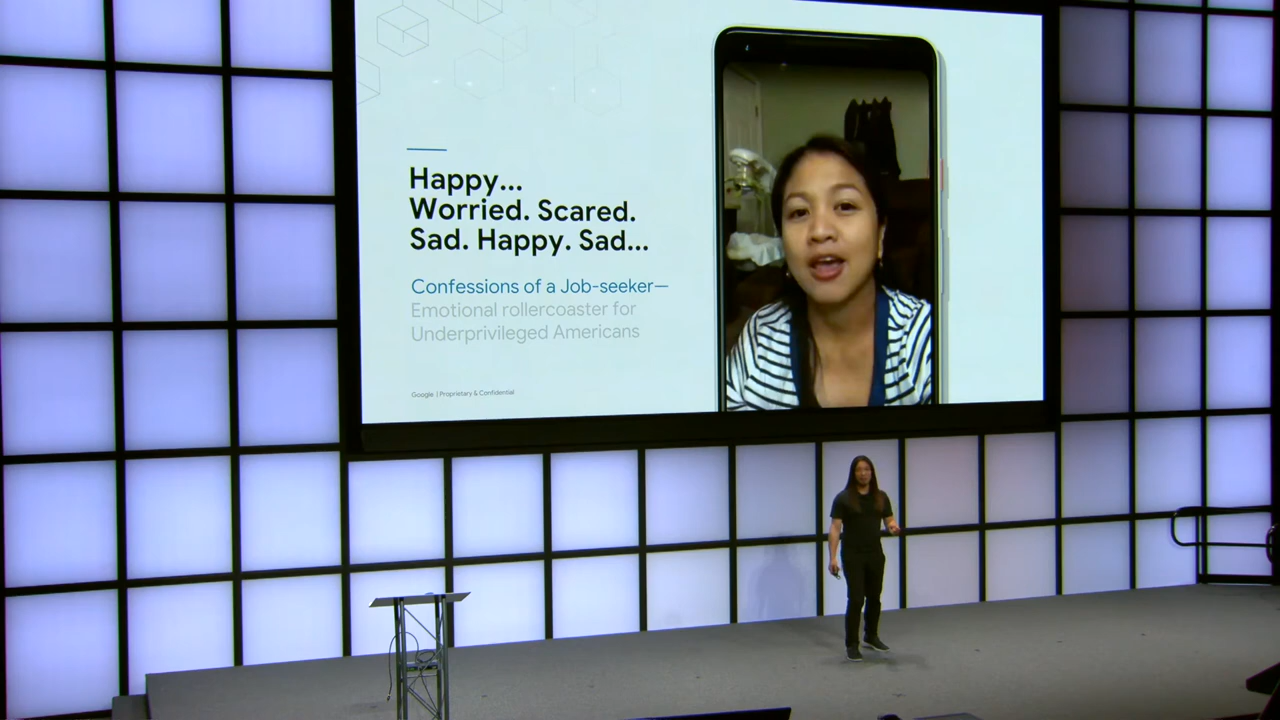 Happy...
Worried. Scared.
Sad. Happy. Sad...
Confessions of a Job-seeker—
Emotional rollercoaster for
Underprivileged Americans
Google | Proprietary & Confidential